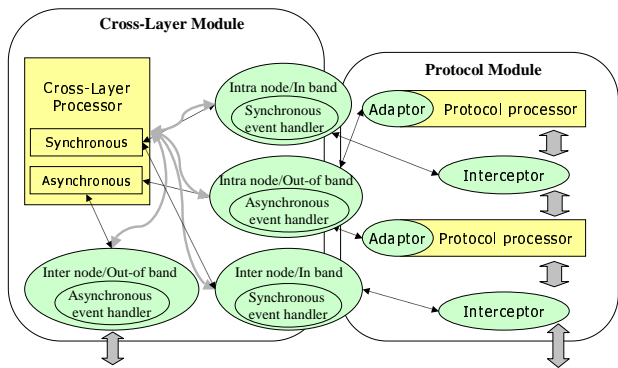 Cross-Layer Module
Cross-Layer
Processor
Synchronous
Asynchronous
Intra node/In band
Synchronous
event handler
Intra node/Out-of band
Asynchronous
event handler
Inter node/Out-of band
Asynchronous
event handler
Inter node/In band
Synchronous
event handler
Protocol Module
Adaptor
Protocol processor
Interceptor
Adaptor
Protocol processor
Interceptor